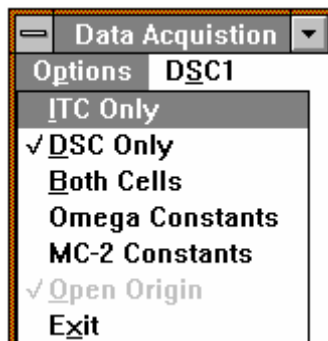 Data Acquistion
Options DSC1
ITC Only
✓DSC Only
Both Cells
Omega Constants
MC-2 Constants
✓Open Origin
Exit